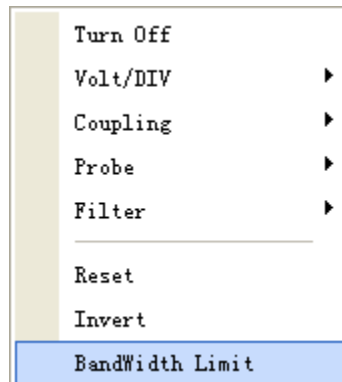 Turn Off
Volt/DIV
Coupling
Probe
Filter
Reset
Invert
BandWidth Limit